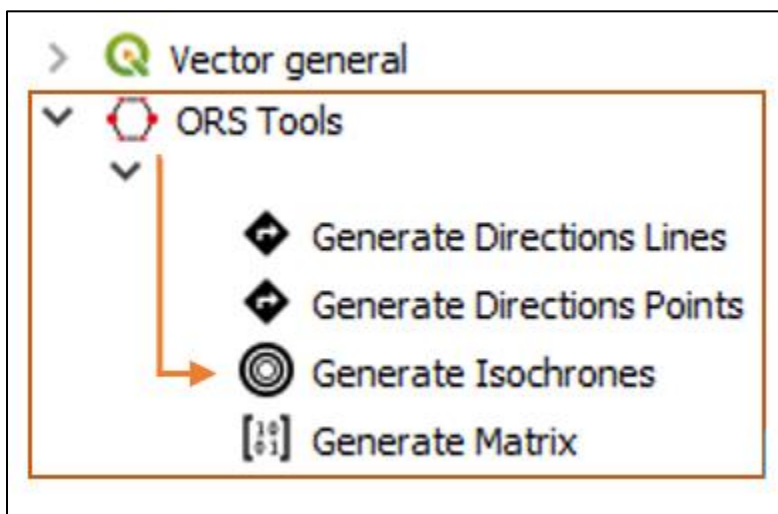 Vector general
ORS Tools
Generate Directions Lines
Generate Directions Points
Generate Isochrones
Generate Matrix